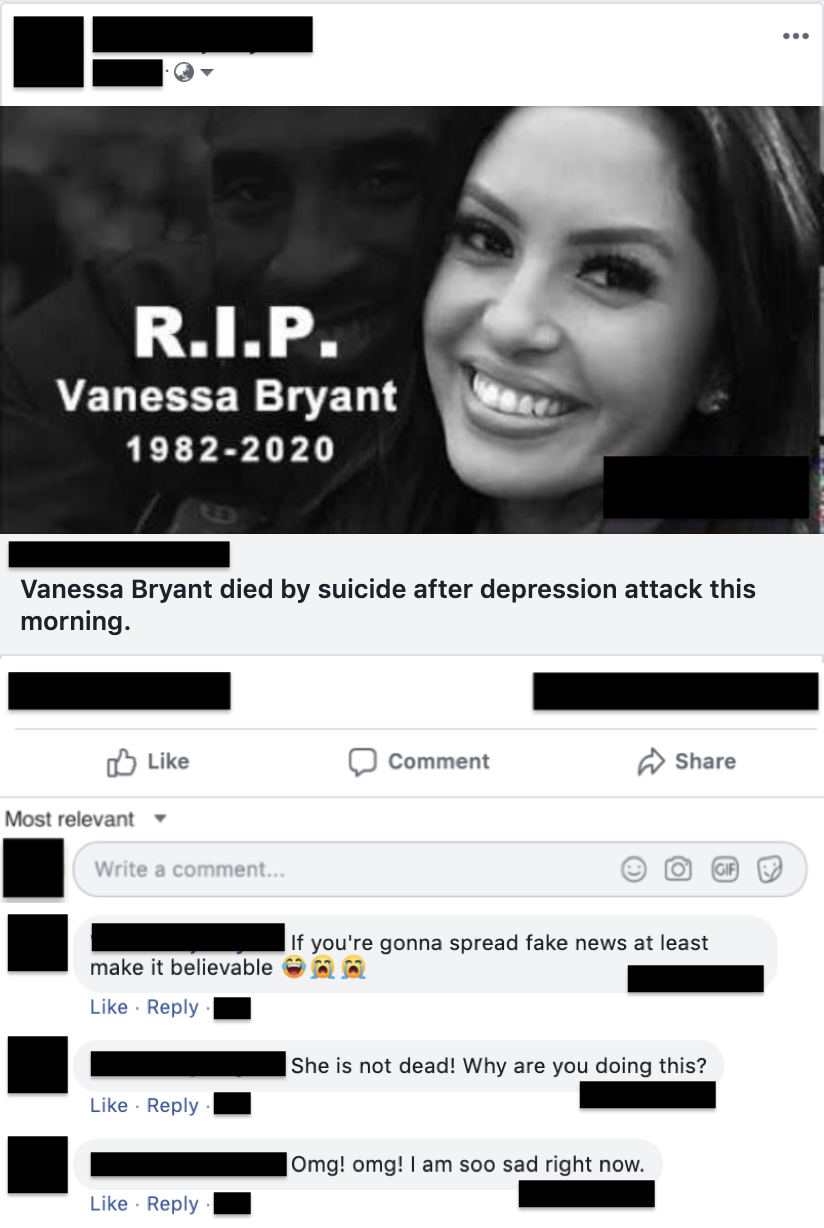 R.I.P.
Vanessa Bryant
1982-2020
Vanessa Bryant died by suicide after depression attack this
morning.
Like
Comment
Share
Most relevant
Write a comment...
GIF
If you're gonna spread fake news at least
make it believable 😂😭😭
Like · Reply ·
She is not dead! Why are you doing this?
Like · Reply ·
Omg! omg! I am soo sad right now.
Like · Reply ·